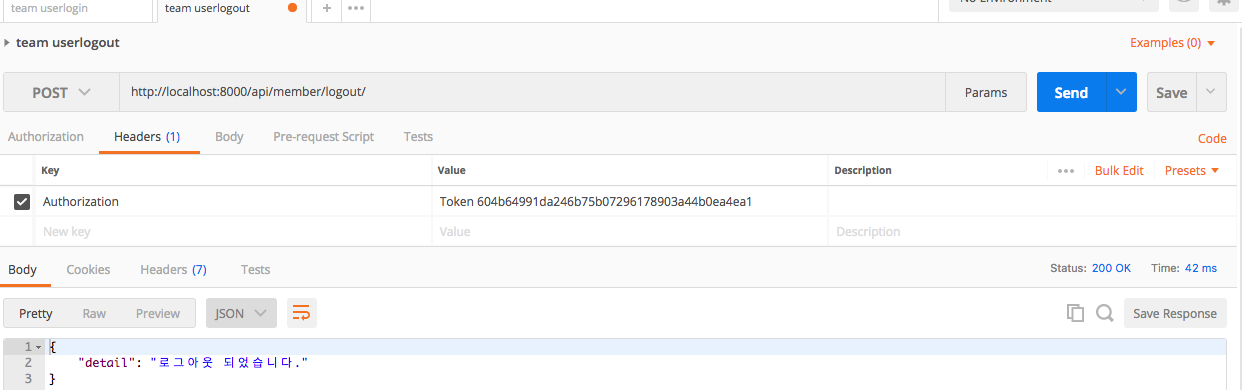 team userlogin
team userlogout
No Environment
team userlogout
Examples (0)
POST
http://localhost:8000/api/member/logout/
Params
Send
Save
Authorization
Headers (1)
Body
Pre-request Script
Tests
Code
Key
Value
Description
Bulk Edit
Presets
Authorization
Token 604b64991da246b75b07296178903a44b0ea4ea1
New key
Value
Description
Body
Cookies
Headers (7)
Tests
Status: 200 OK
Time: 42 ms
Pretty
Raw
Preview
JSON
Save Response
1 {
2 "detail": "로그아웃 되었습니다."
3 }